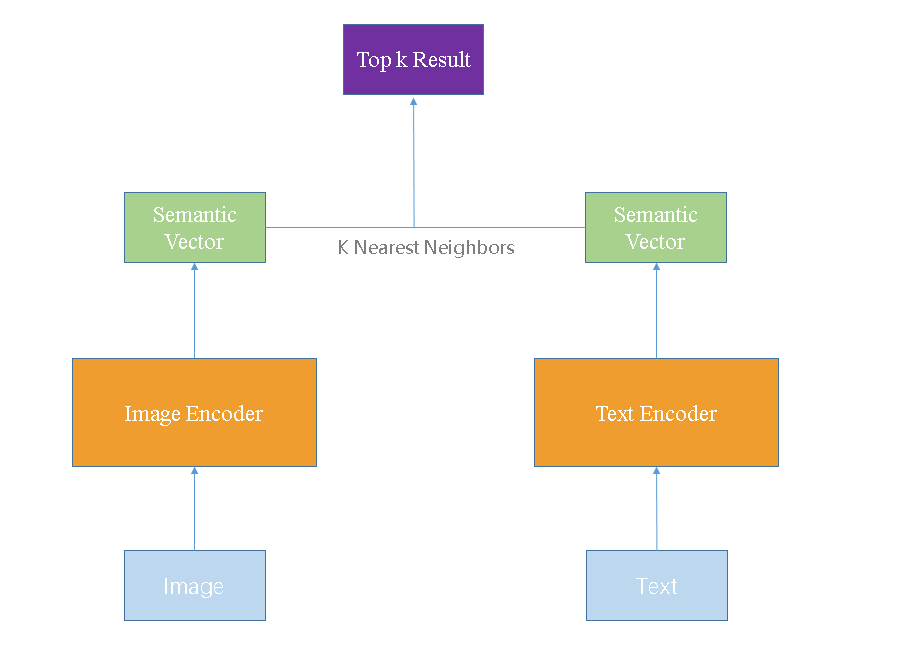 Top k Result
Semantic
Vector
Semantic
Vector
K Nearest Neighbors
Image Encoder
Text Encoder
Image
Text